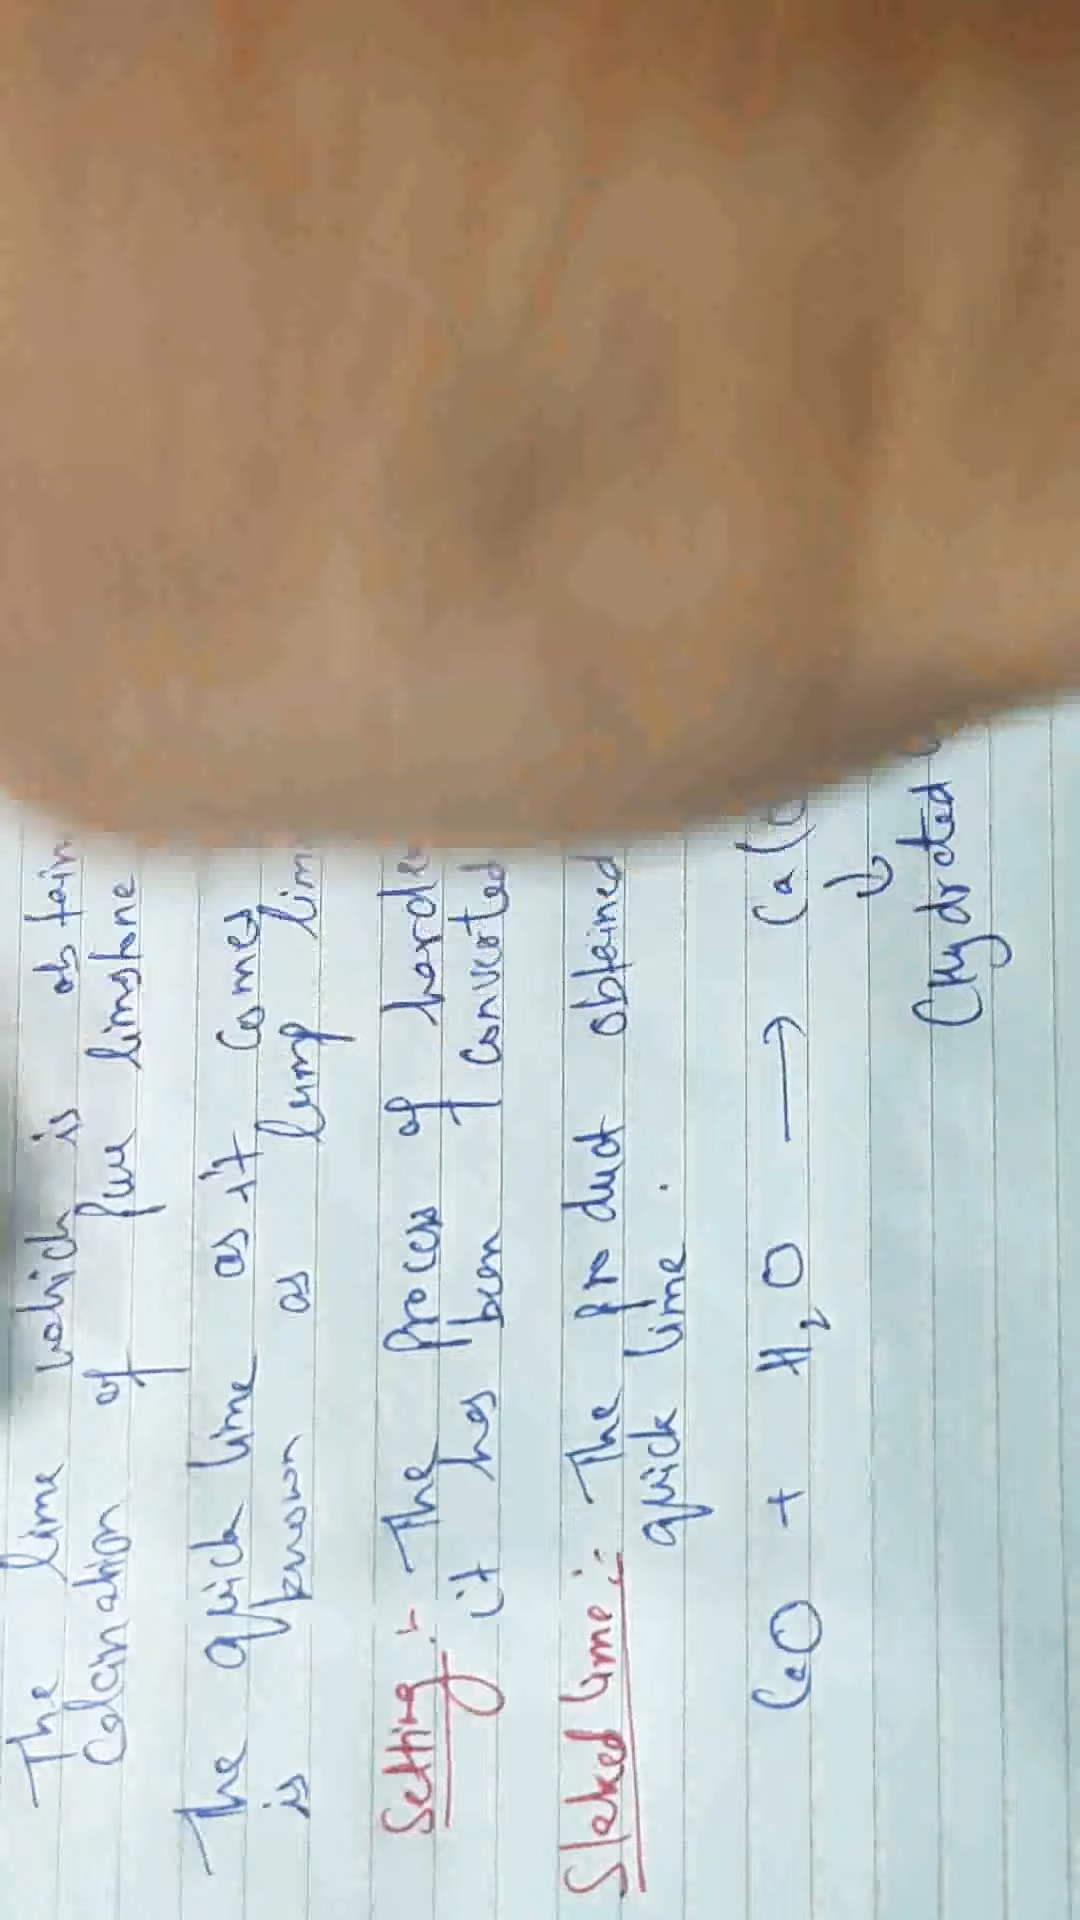 The lime which is obtain
Calcination of pure limstone
The quick lime as it comes
is known as lump lim
Setting :- The Process of harde
it has been converted
Slaked lime :- The product obtained
quick lime.
CaO + H₂O → Ca(
↓
(Hydrated